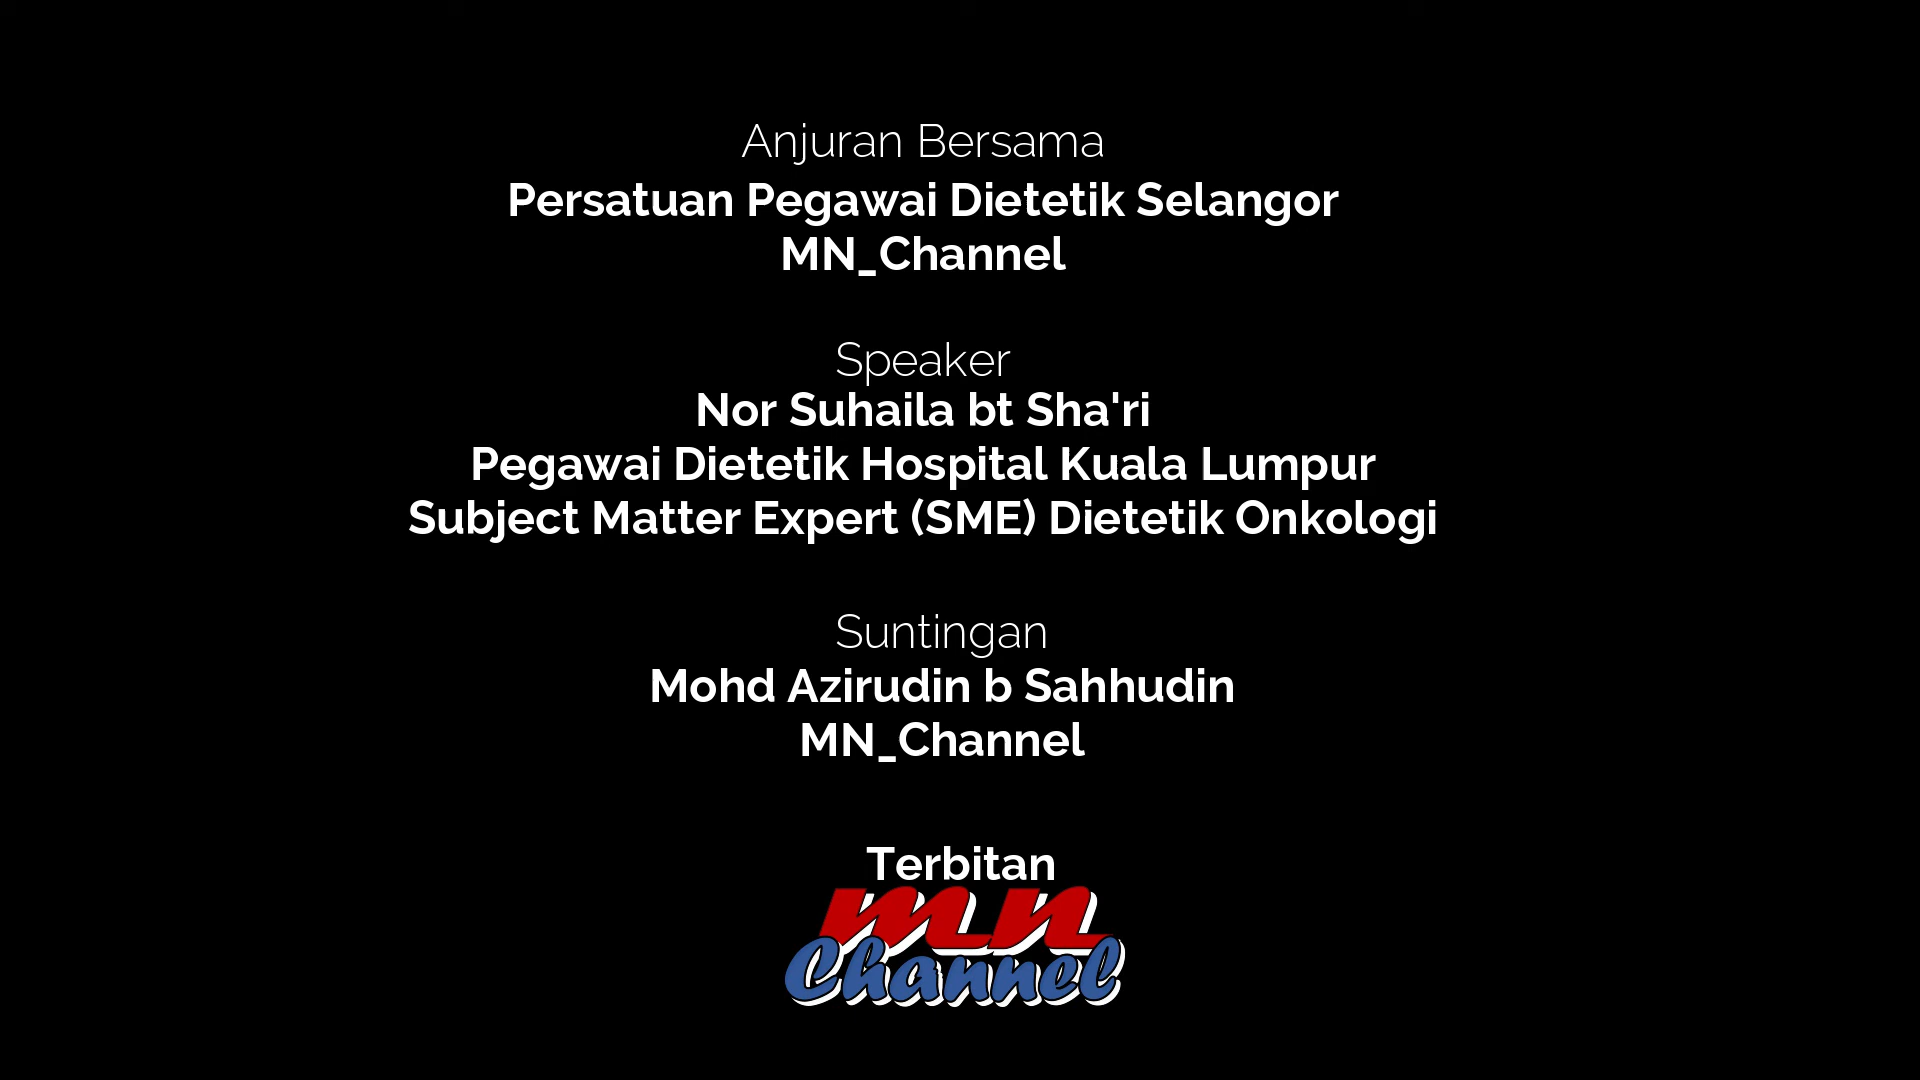 Anjuran Bersama
Persatuan Pegawai Dietetik Selangor
MN_Channel
Speaker
Nor Suhaila bt Sha'ri
Pegawai Dietetik Hospital Kuala Lumpur
Subject Matter Expert (SME) Dietetik Onkologi
Suntingan
Mohd Azirudin b Sahhudin
MN_Channel
Terbitan
mn
Channel